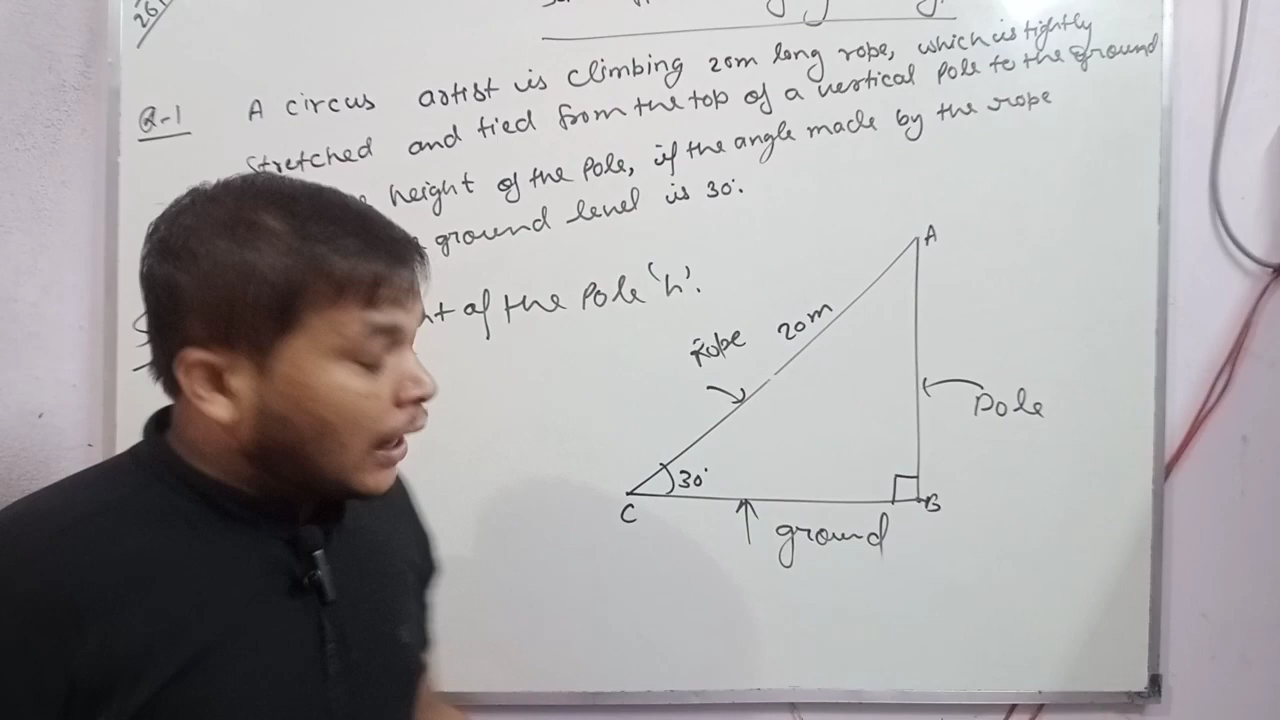 Q-1 A circus artist is climbing 20m long rope, which is tightly
stretched and tied from the top of a vertical pole to the ground
height of the pole, if the angle made by the rope
ground level is 30°.
of the pole 'h'.
A
Rope 20m
Pole
30°
C
B
ground